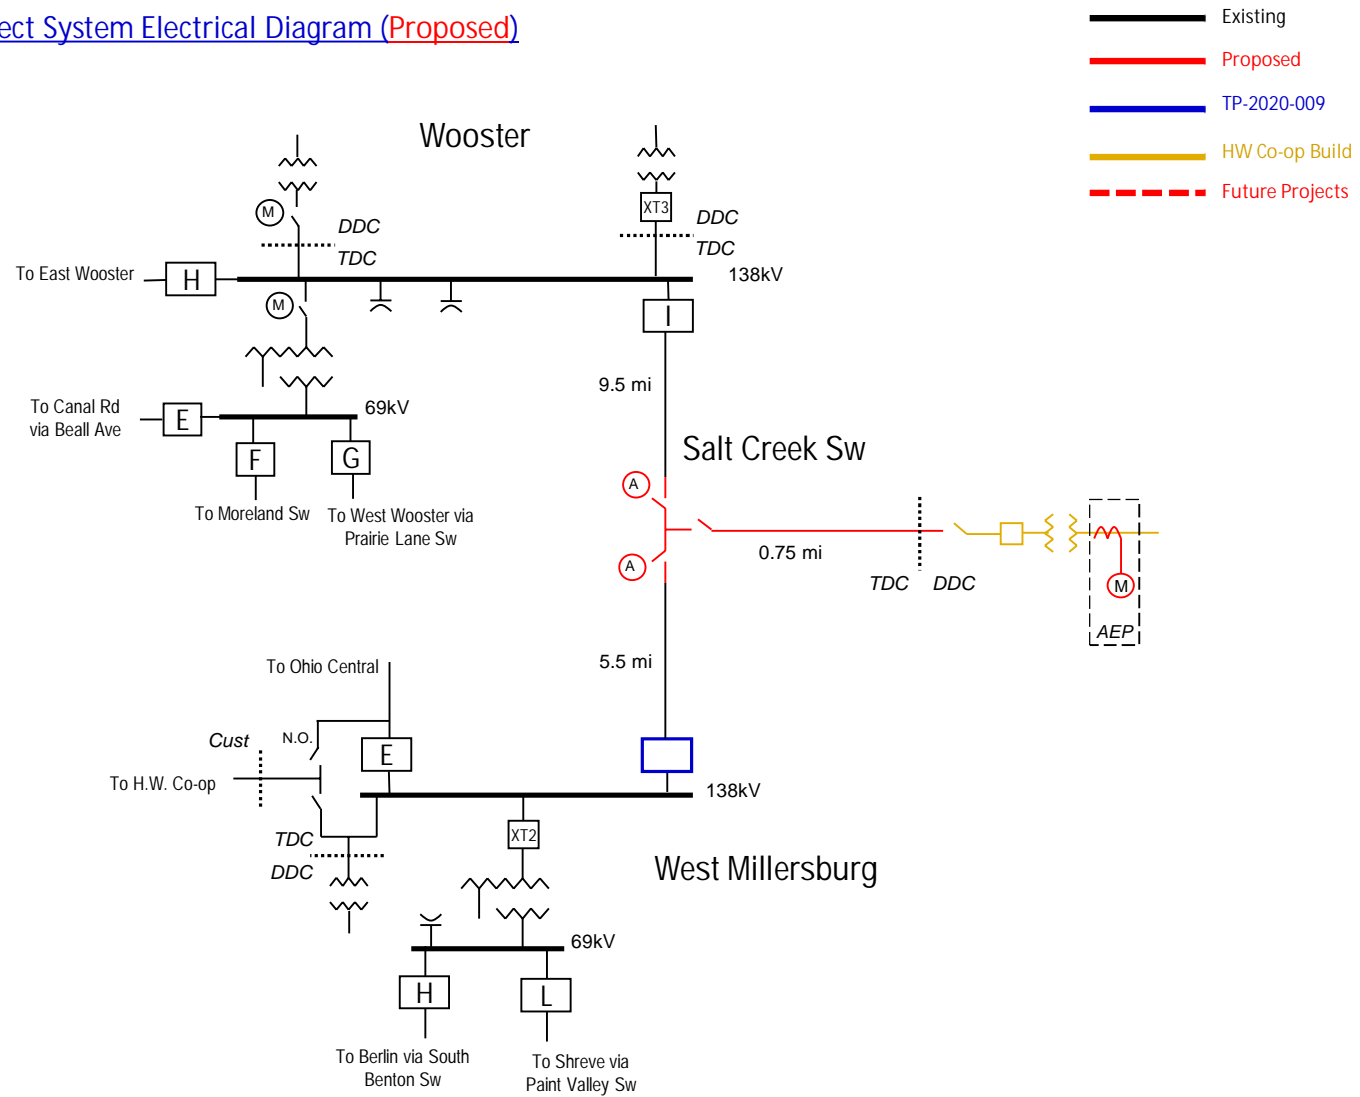 ect System Electrical Diagram (Proposed)
Existing
Proposed
TP-2020-009
HW Co-op Build
Future Projects
Wooster
M
DDC
TDC
XT3
DDC
TDC
To East Wooster
H
138kV
M
I
9.5 mi
To Canal Rd
via Beall Ave
E
69kV
F
G
To Moreland Sw
To West Wooster via
Prairie Lane Sw
Salt Creek Sw
A
A
0.75 mi
TDC
DDC
M
AEP
5.5 mi
To Ohio Central
Cust
N.O.
E
To H.W. Co-op
138kV
TDC
DDC
XT2
West Millersburg
69kV
H
L
To Berlin via South
Benton Sw
To Shreve via
Paint Valley Sw